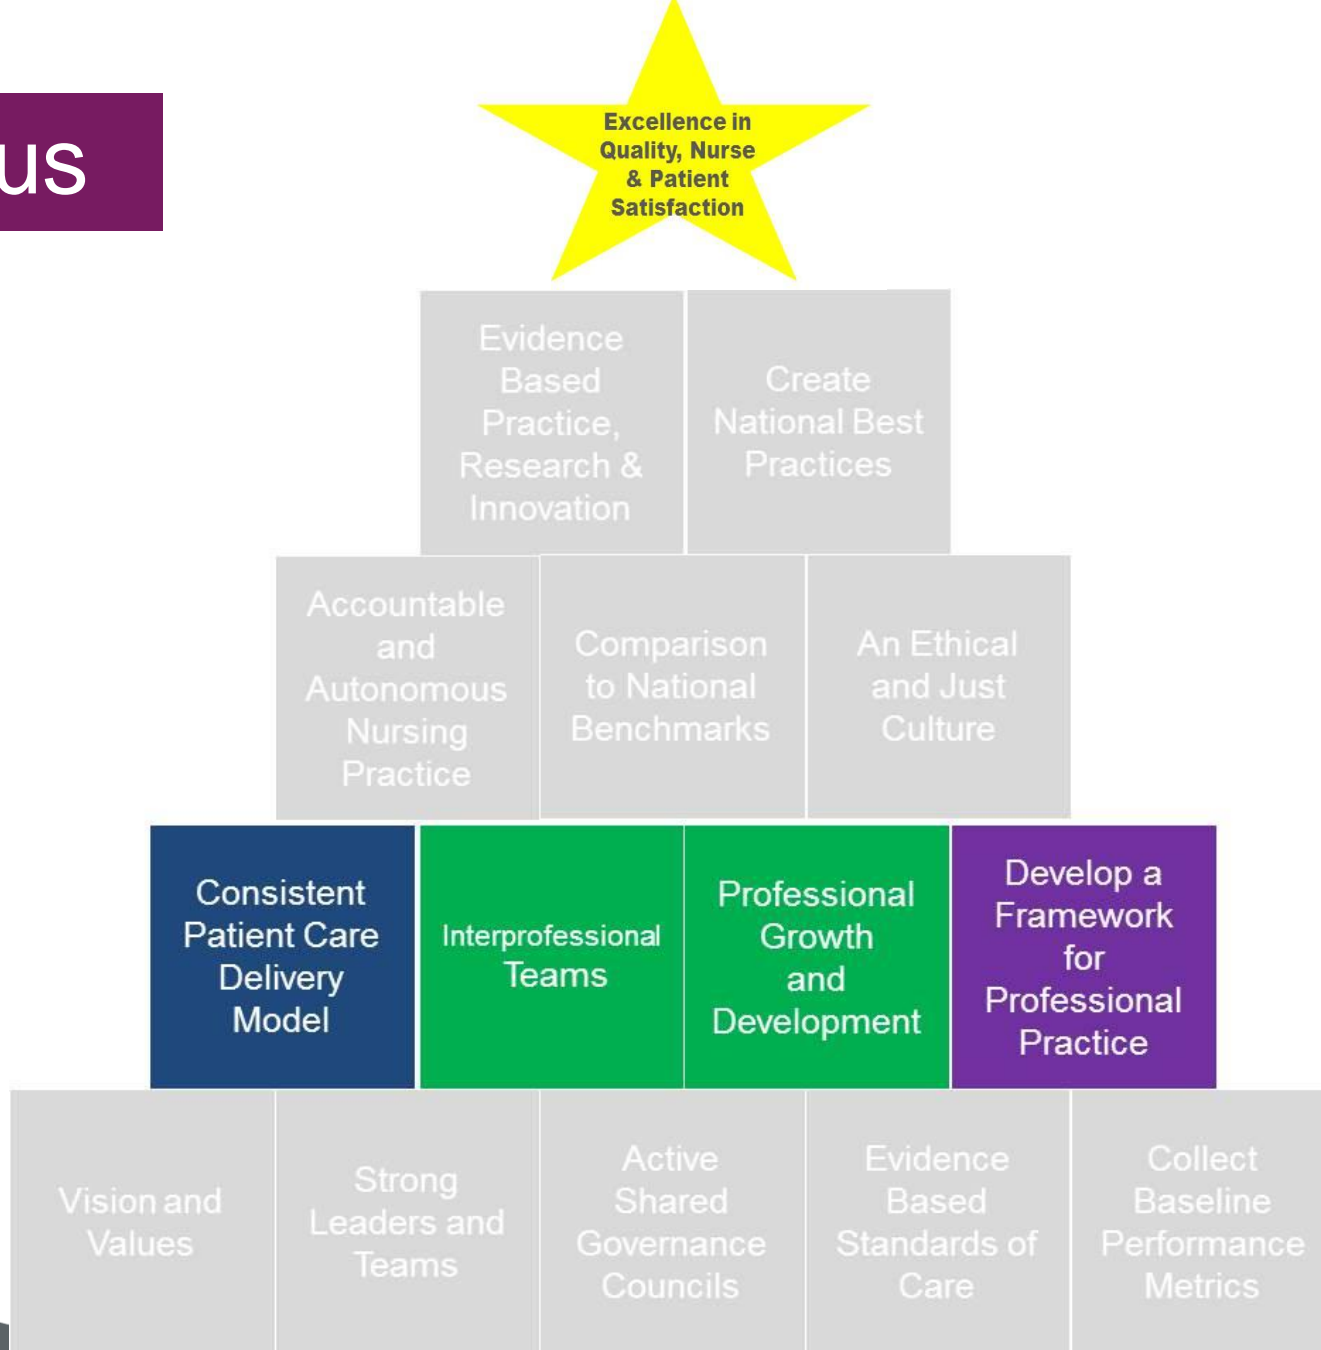 us
Excellence in
Quality, Nurse
& Patient
Satisfaction
Evidence
Based
Practice,
Research &
Innovation
Create
National Best
Practices
Accountable
and
Autonomous
Nursing
Practice
Comparison
to National
Benchmarks
An Ethical
and Just
Culture
Consistent
Patient Care
Delivery
Model
Interprofessional
Teams
Professional
Growth
and
Development
Develop a
Framework
for
Professional
Practice
Vision and
Values
Strong
Leaders and
Teams
Active
Shared
Governance
Councils
Evidence
Based
Standards of
Care
Collect
Baseline
Performance
Metrics